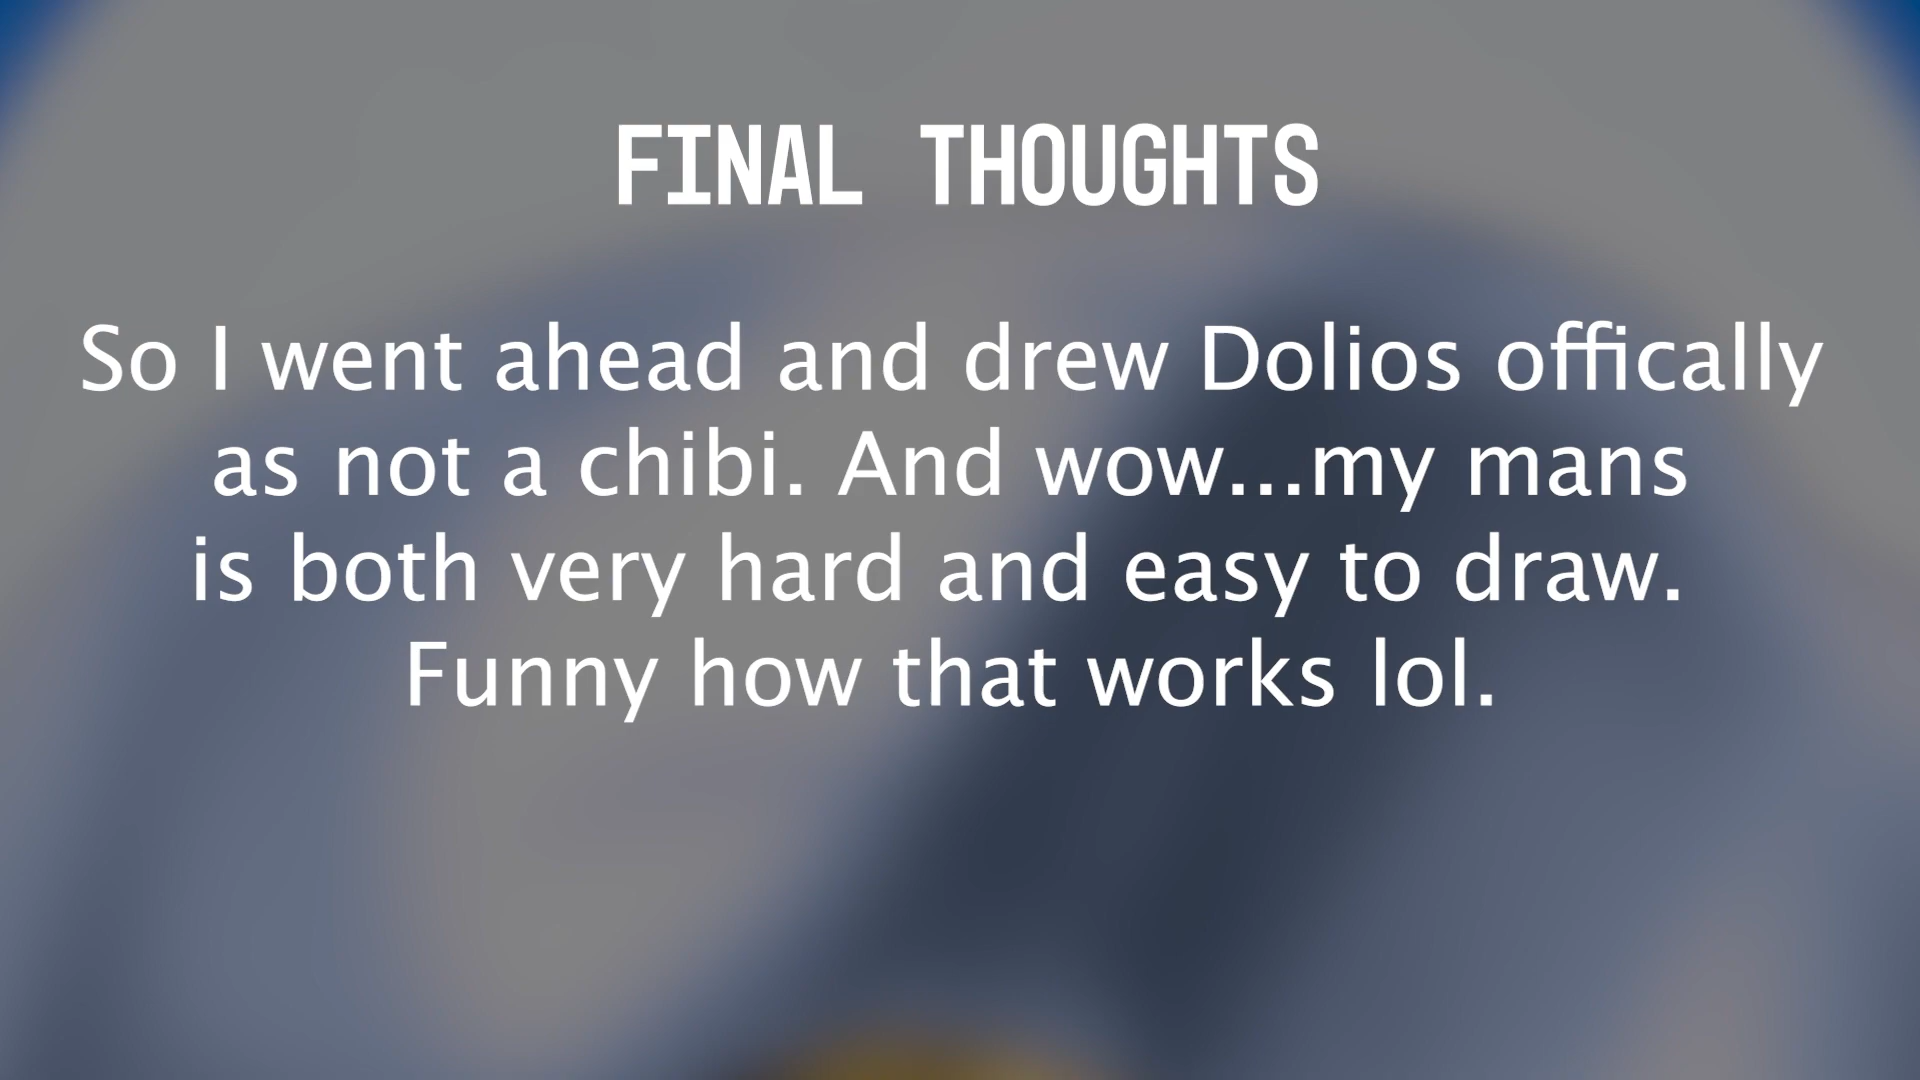 FINAL THOUGHTS
So I went ahead and drew Dolios offically
as not a chibi. And wow...my mans
is both very hard and easy to draw.
Funny how that works lol.